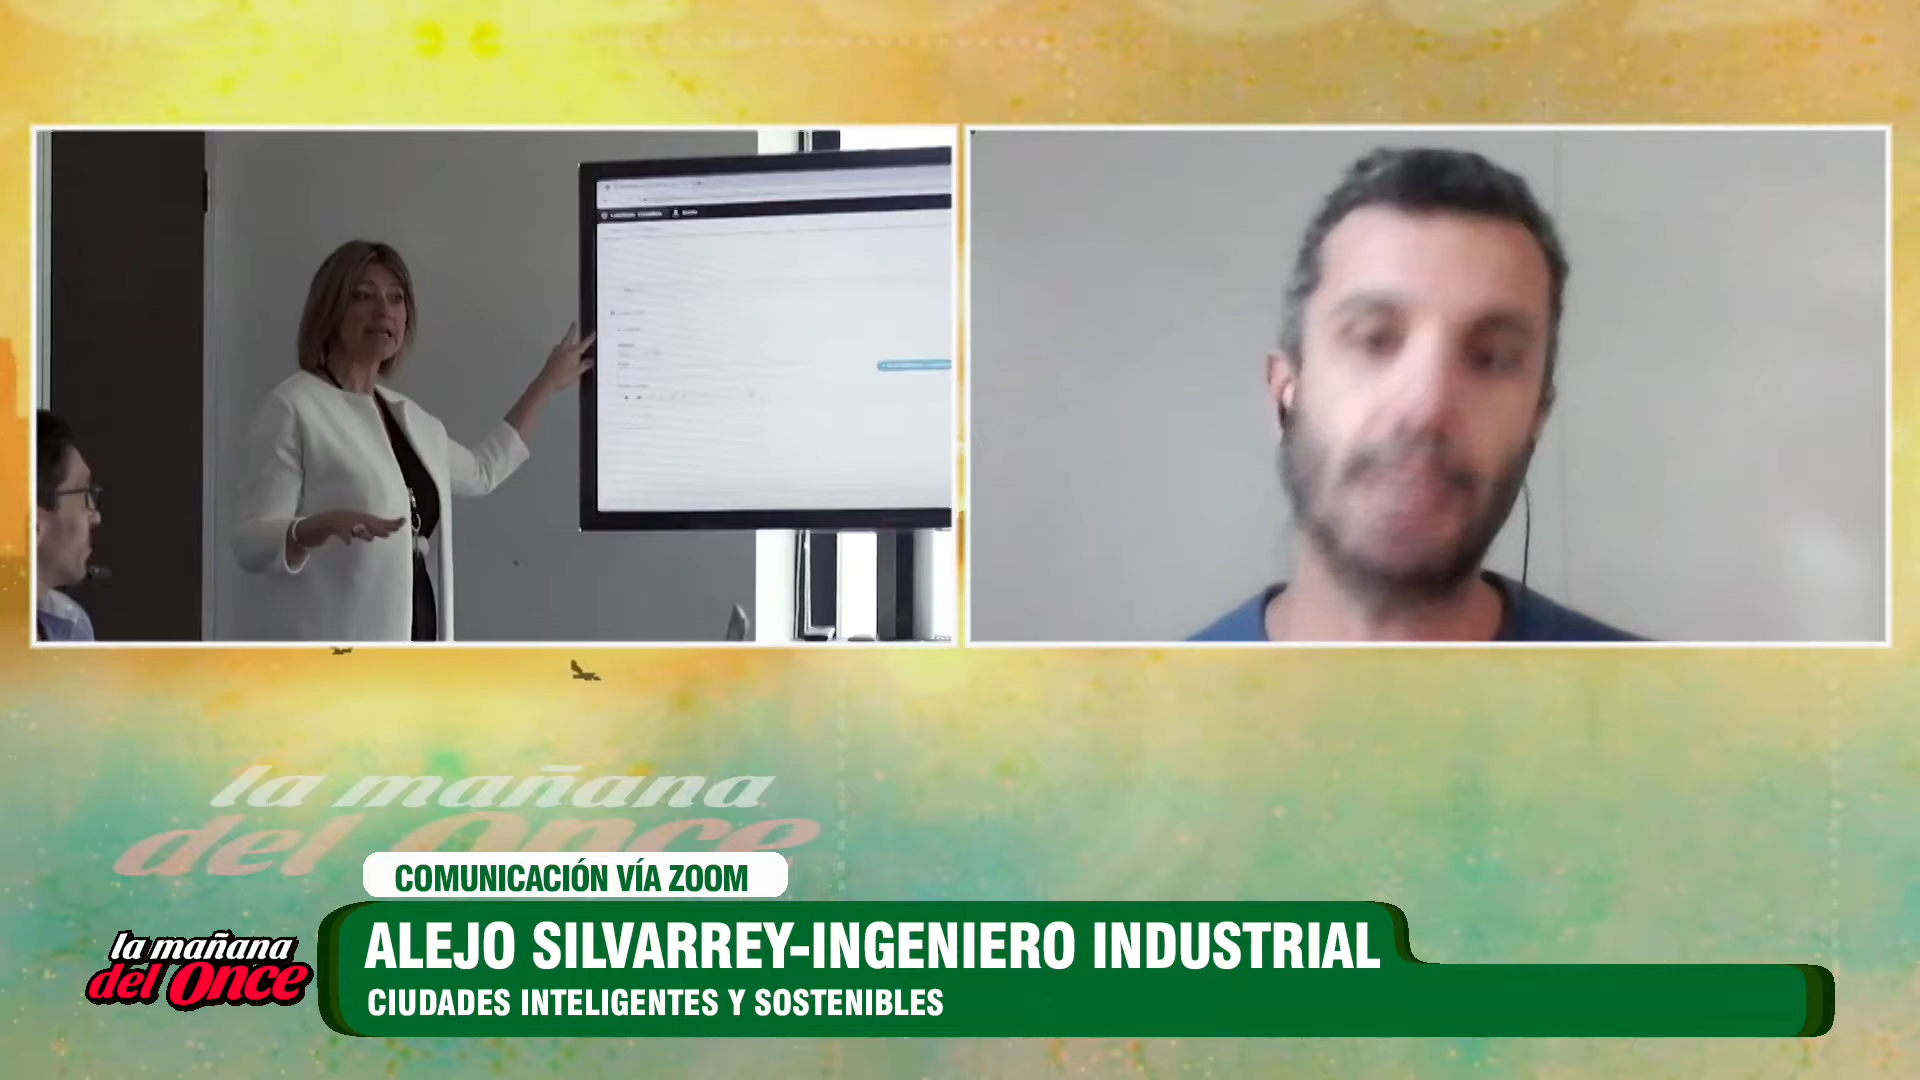 la mañana
del Once
COMUNICACIÓN VÍA ZOOM
ALEJO SILVARREY-INGENIERO INDUSTRIAL
la mañana
del Once
CIUDADES INTELIGENTES Y SOSTENIBLES